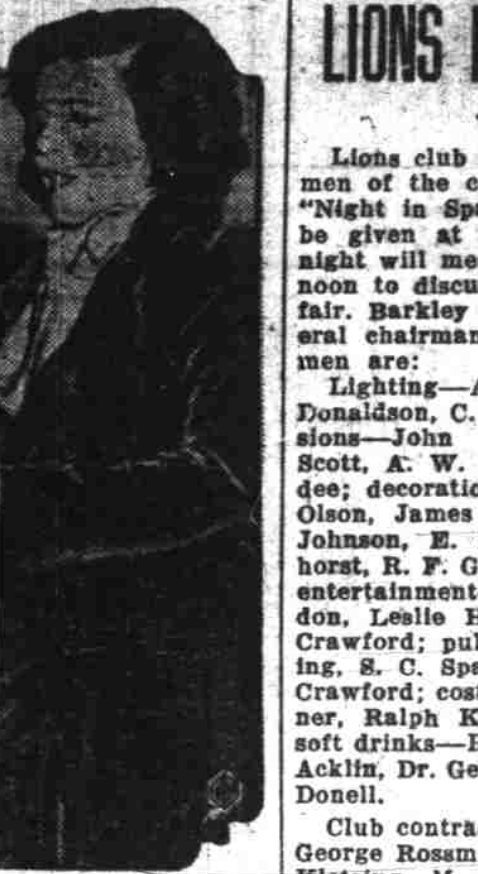 LIONS
Lions club
men of the c
"Night in Sp
be given at
night will me
noon to discu
fair. Barkley
eral chairman
men are:
Lighting—A
Donaldson, C.
sions—John
Scott, A. W.
dee; decoratio
Olson, James
Johnson, E.
horst, R. F. G
entertainment
don, Leslie H
Crawford; pul
ing, S. C. Spa
Crawford; cost
ner, Ralph K
soft drinks—
Acklin, Dr. Ge
Donell.
Club contra
George Rossm